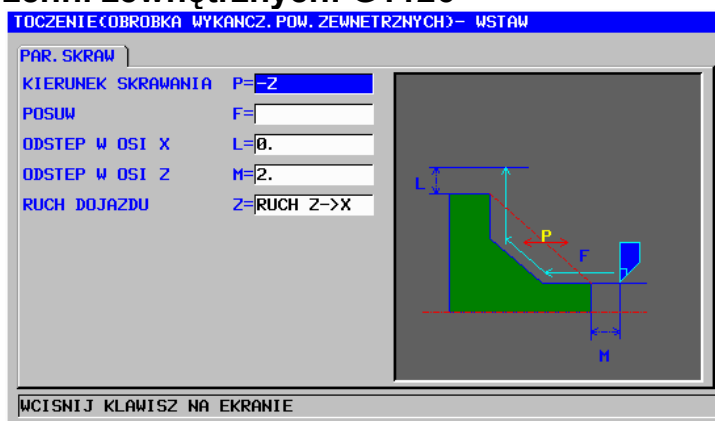 TOCZENIE(OBROBKA WYKANCZ.POW.ZEWNETRZNYCH)- WSTAW
PAR.SKRAW
KIERUNEK SKRAWANIA P=-Z
POSUW F=
ODSTEP W OSI X L=0.
ODSTEP W OSI Z M=2.
RUCH DOJAZDU Z=RUCH Z->X
L
P
F
M
WCISNIJ KLAWISZ NA EKRANIE